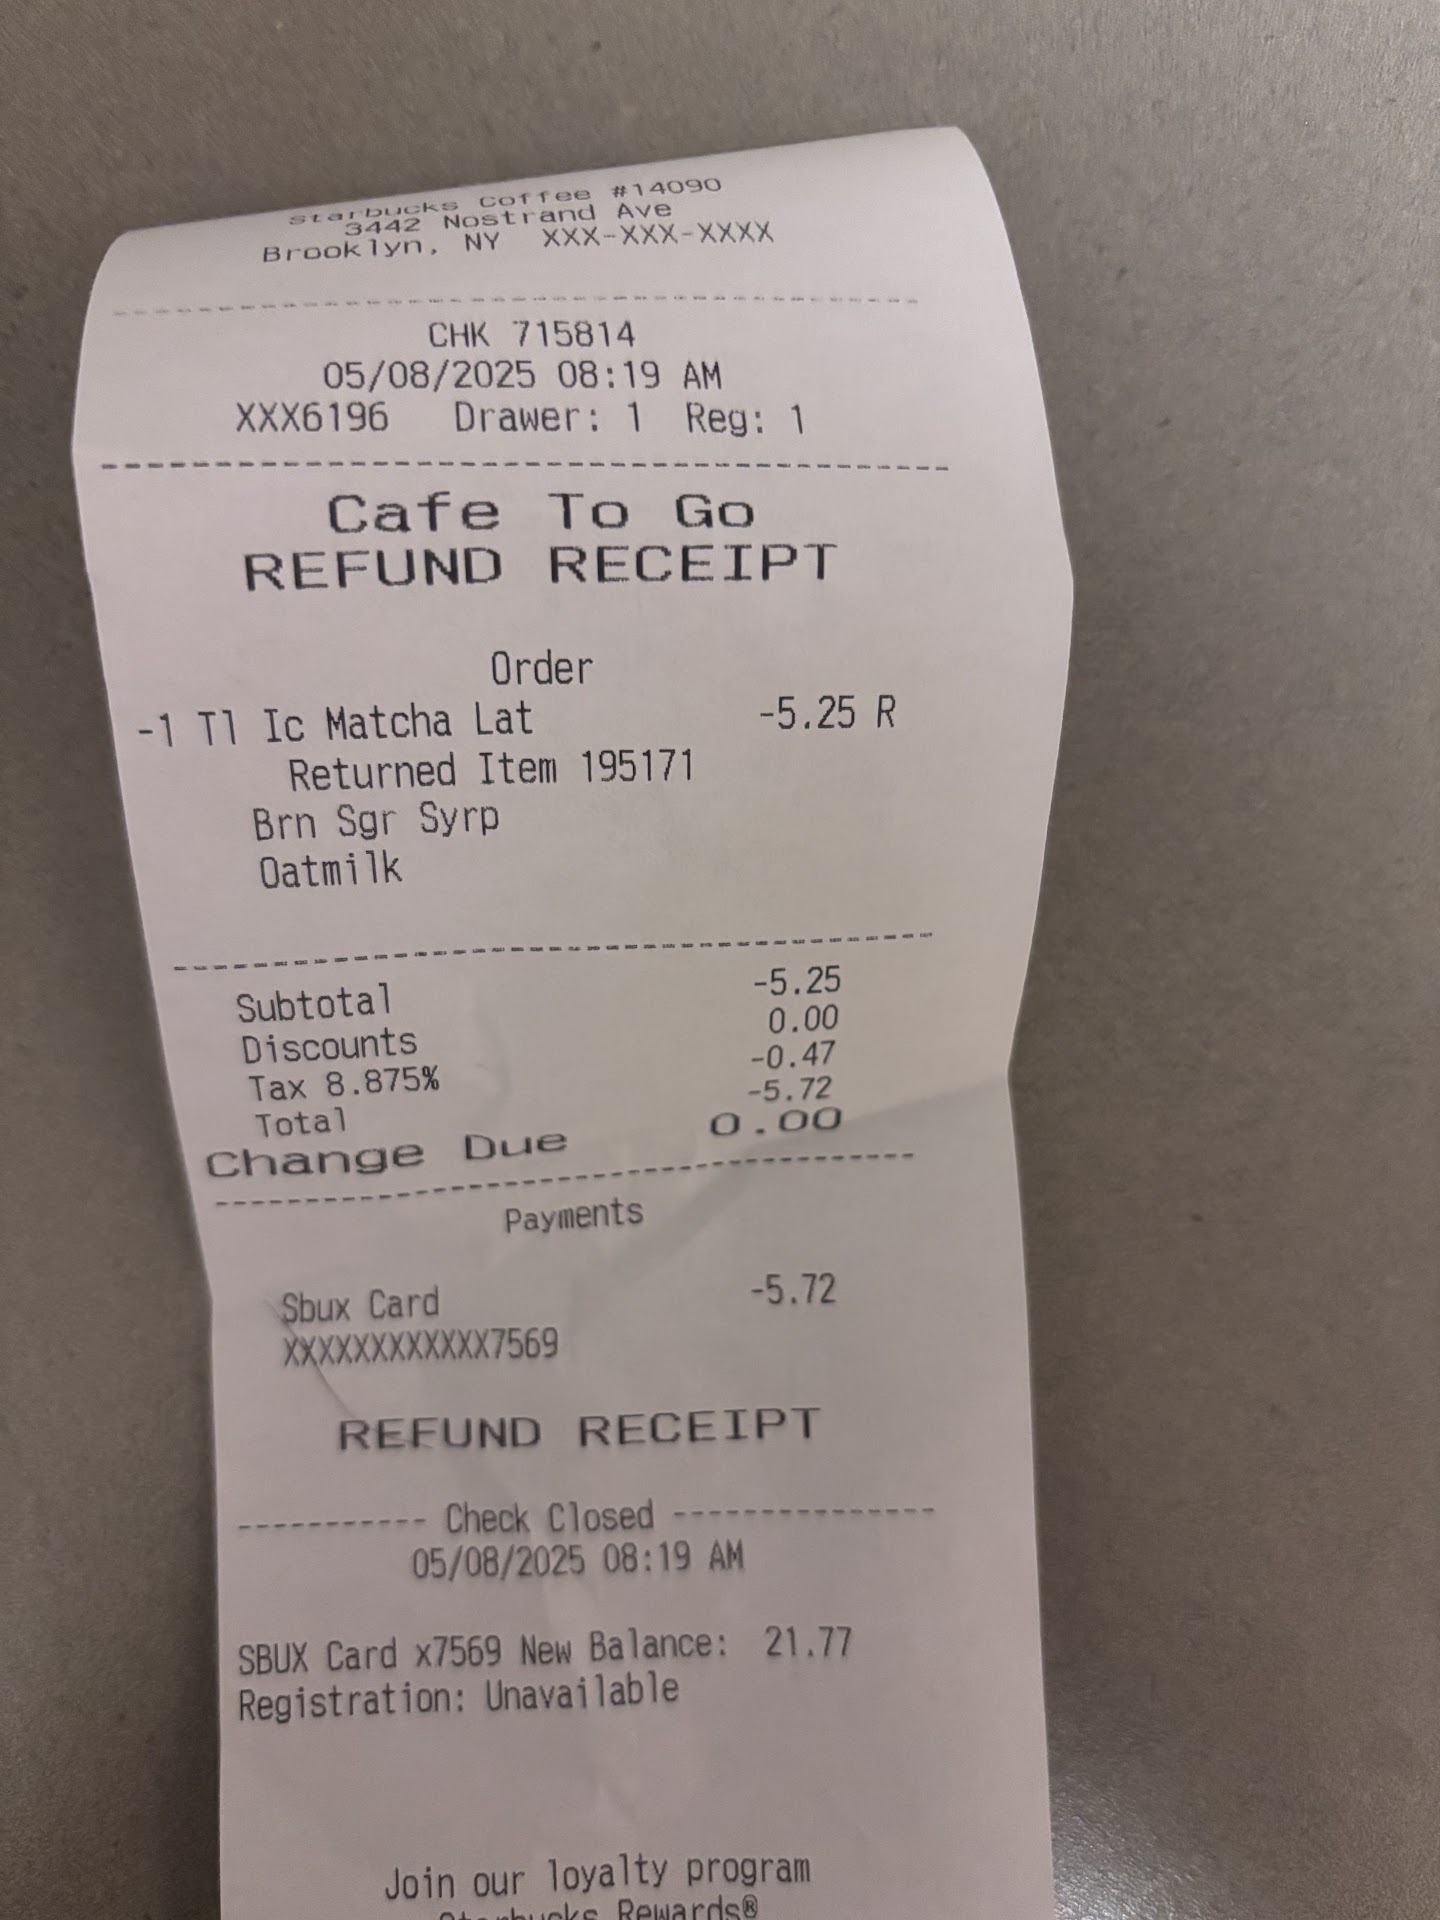 Starbucks Coffee #14090
3442 Nostrand Ave
Brooklyn, NY XXX-XXX-XXXX
CHK 715814
05/08/2025 08:19 AM
XXX6196 Drawer: 1 Reg: 1
Cafe To Go
REFUND RECEIPT
Order
-1 Tl Ic Matcha Lat -5.25 R
Returned Item 195171
Brn Sgr Syrp
Oatmilk
Subtotal -5.25
Discounts 0.00
Tax 8.875% -0.47
Total -5.72
Change Due 0.00
Payments
Sbux Card -5.72
XXXXXXXXXXXX7569
REFUND RECEIPT
----------- Check Closed ---------------
05/08/2025 08:19 AM
SBUX Card x7569 New Balance: 21.77
Registration: Unavailable
Join our loyalty program
Starbucks Rewards®